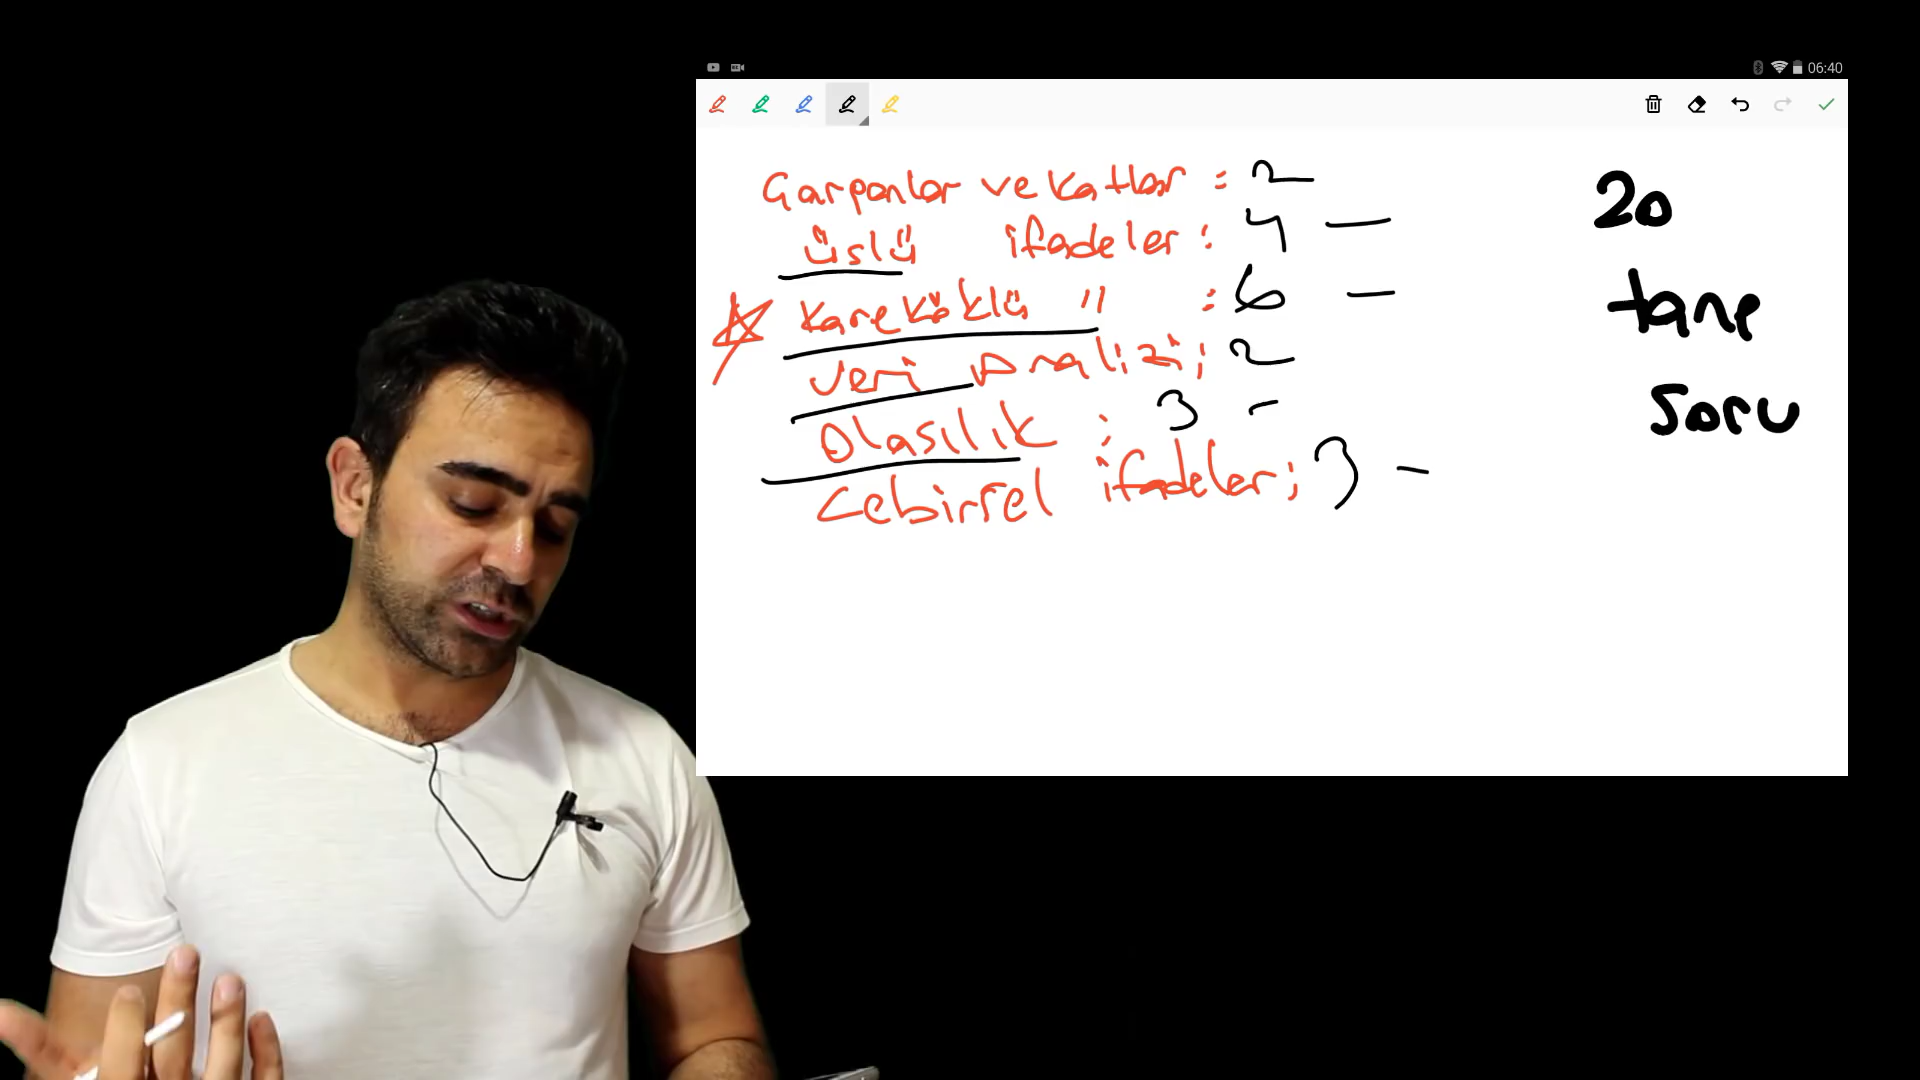 06:40
Çarpanlar ve Katlar : 2 —
üslü ifadeler : 4 —
Kareköklü " : 6 —
Veri Analizi ; 2
Olasılık : 3 -
Cebirsel ifadeler ; 3 -
20
tane
Soru